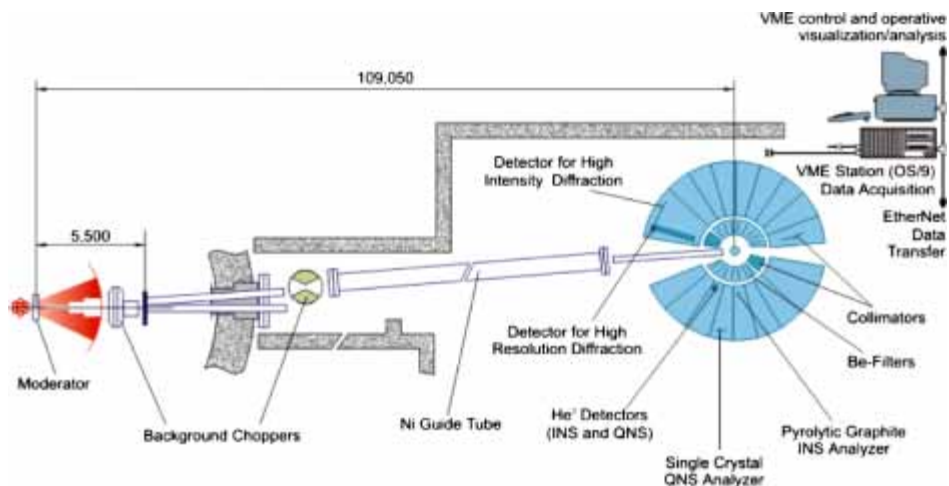 VME control and operative
visualization/analysis
109,050
Detector for High
Intensity Diffraction
VME Station (OS/9)
Data Acquisition
EtherNet
Data
Transfer
5.500
Collimators
Detector for High
Resolution Diffraction
Be-Filters
Moderator
Background Choppers
Ni Guide Tube
He' Detectors
(INS and QNS)
Pyrolytic Graphite
INS Analyzer
Single Crystal
QNS Analyzer